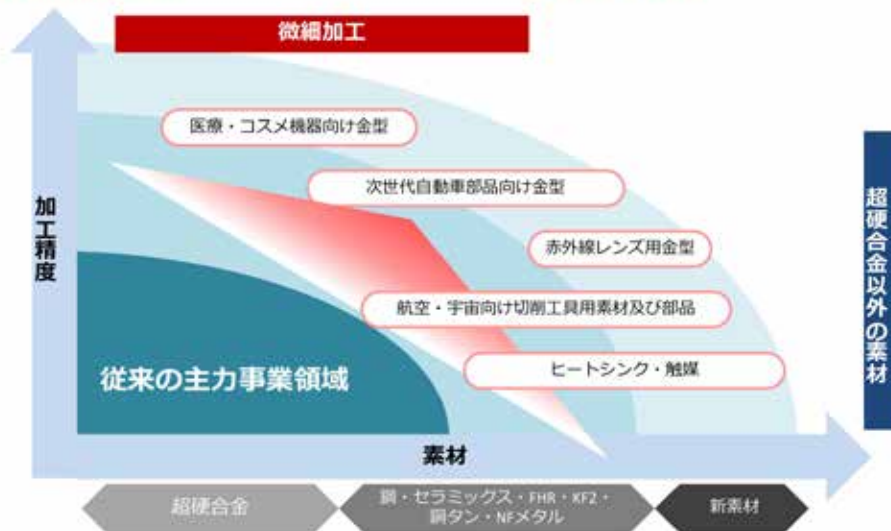 微細加工
医療・コスメ機器向け金型
次世代自動車部品向け金型
赤外線レンズ用金型
航空・宇宙向け切削工具用素材及び部品
ヒートシンク・触媒
加工精度
従来の主力事業領域
超硬合金以外の素材
素材
超硬合金
鋼・セラミックス・FHR・KF2・
銅タン・NFメタル
新素材